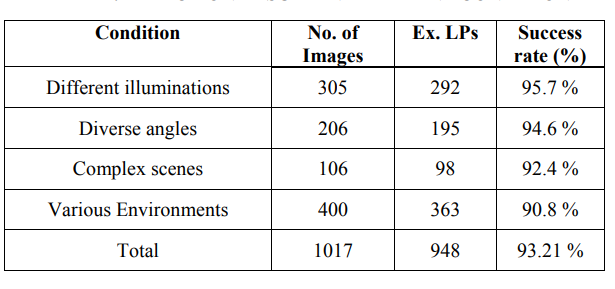 Condition No. of Images Ex. LPs Success rate (%)
Different illuminations 305 292 95.7 %
Diverse angles 206 195 94.6 %
Complex scenes 106 98 92.4 %
Various Environments 400 363 90.8 %
Total 1017 948 93.21 %